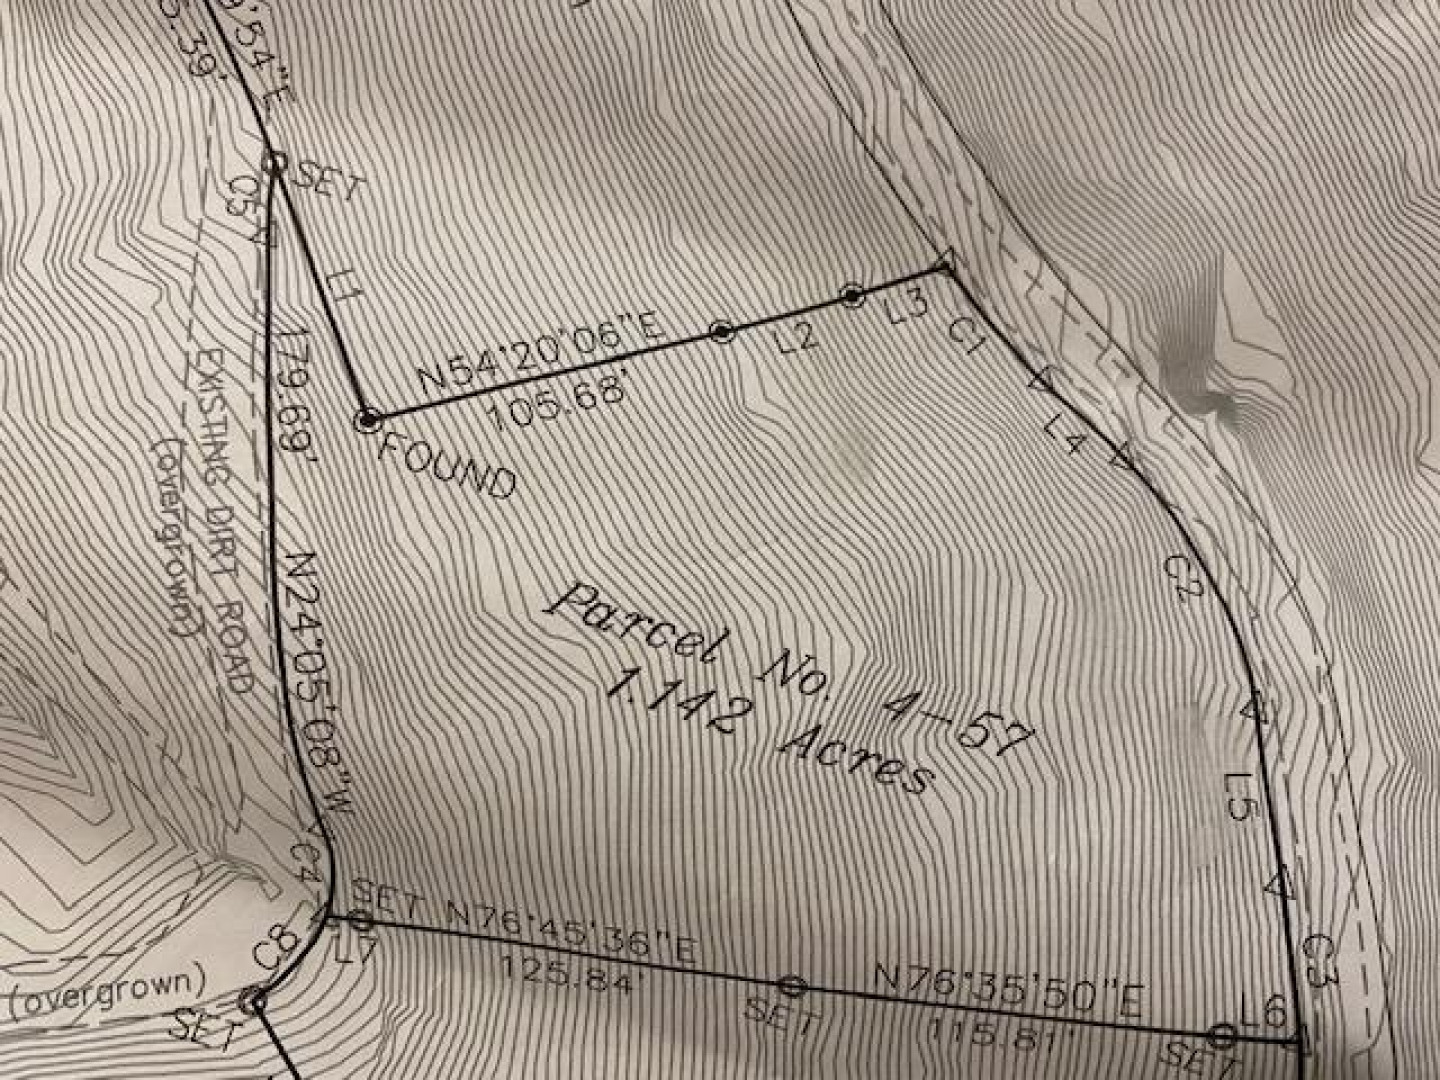 9'54"E
5.39'
SET
C5
L1
179.69'
N24°05'08"W
EXISTING DIRT ROAD
(overgrown)
N54°20'06"E
105.68'
FOUND
L2
L3
C1
L4
C2
L5
C3
L6
Parcel No. 4-57
1.142 Acres
C4
SET
L7
N76°45'36"E
125.84'
SET
N76°35'50"E
115.81'
SET
C8
(overgrown)
SET